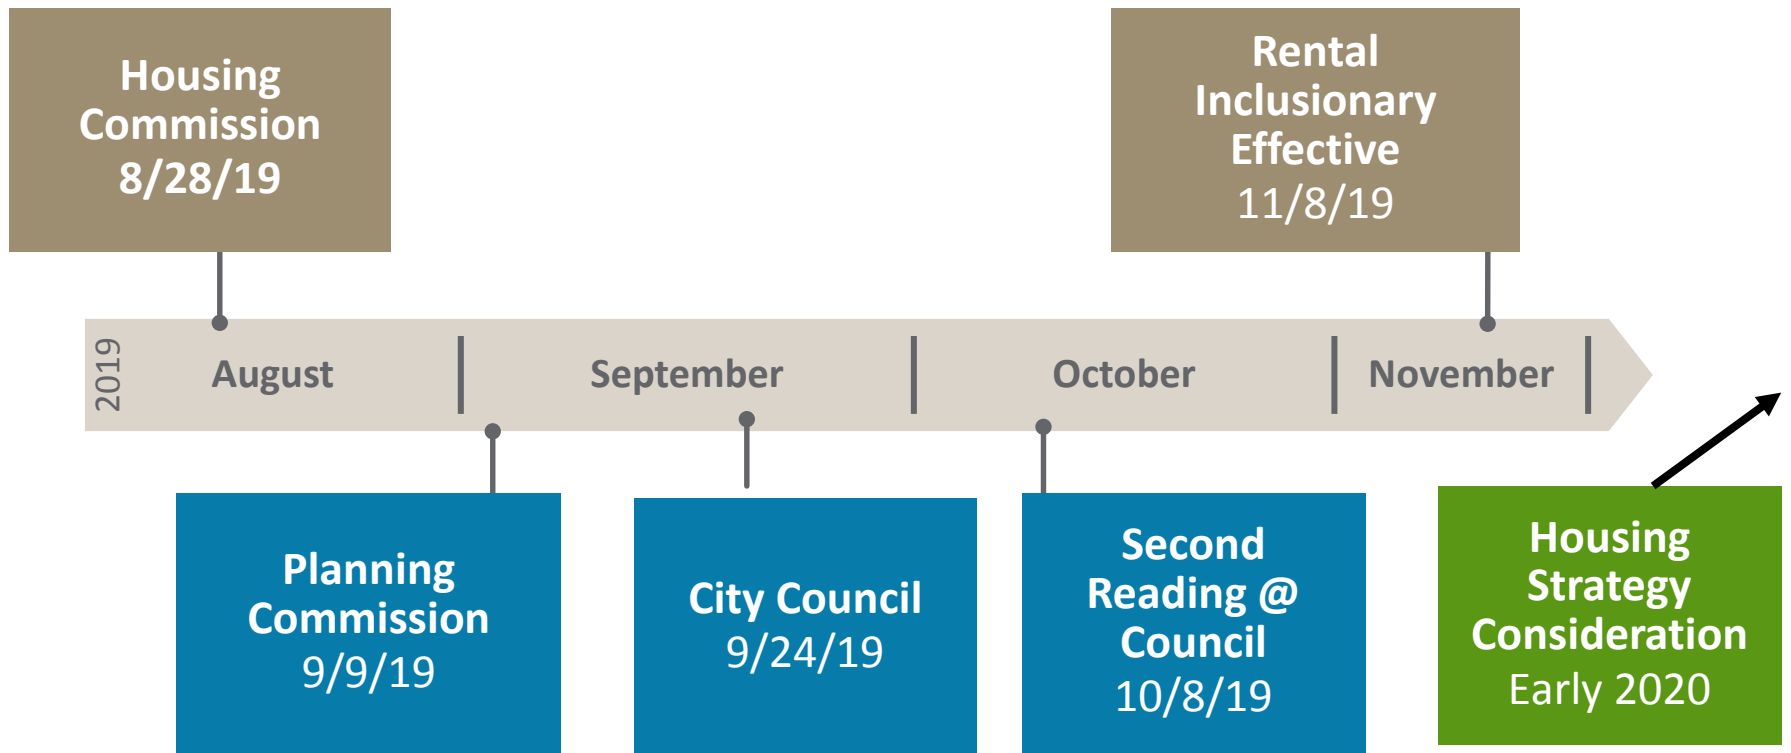 Housing
Commission
8/28/19
Rental
Inclusionary
Effective
11/8/19
2019
August
September
October
November
Planning
Commission
9/9/19
City Council
9/24/19
Second
Reading @
Council
10/8/19
Housing
Strategy
Consideration
Early 2020